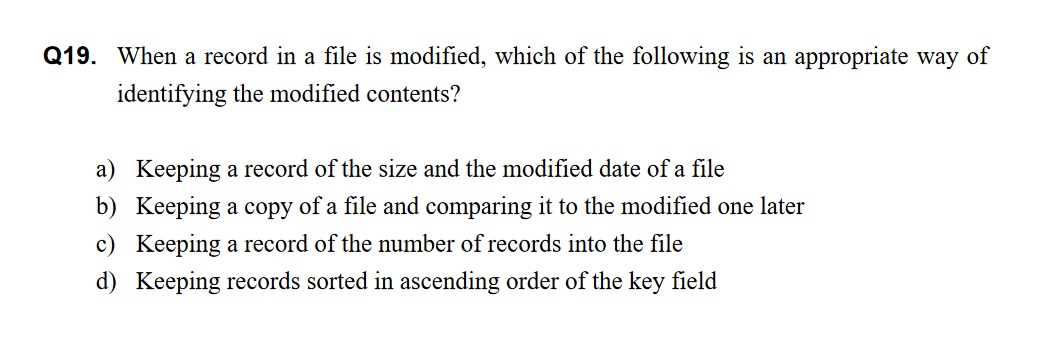 Q19. When a record in a file is modified, which of the following is an appropriate way of
identifying the modified contents?
a) Keeping a record of the size and the modified date of a file
b) Keeping a copy of a file and comparing it to the modified one later
c) Keeping a record of the number of records into the file
d) Keeping records sorted in ascending order of the key field